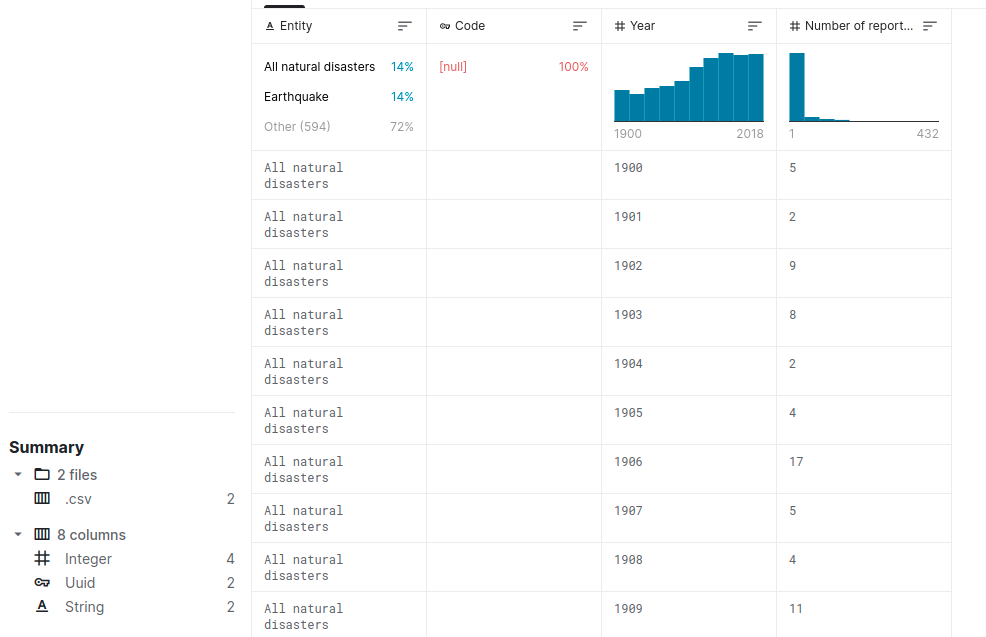 Entity Code Year Number of report...
All natural disasters 14% [null] 100%
Earthquake 14%
Other (594) 72%
1900 2018 1 432
All natural 1900 5
disasters
All natural 1901 2
disasters
All natural 1902 9
disasters
All natural 1903 8
disasters
All natural 1904 2
disasters
All natural 1905 4
disasters
All natural 1906 17
disasters
All natural 1907 5
disasters
All natural 1908 4
disasters
All natural 1909 11
disasters
Summary
2 files
.csv 2
8 columns
Integer 4
Uuid 2
String 2